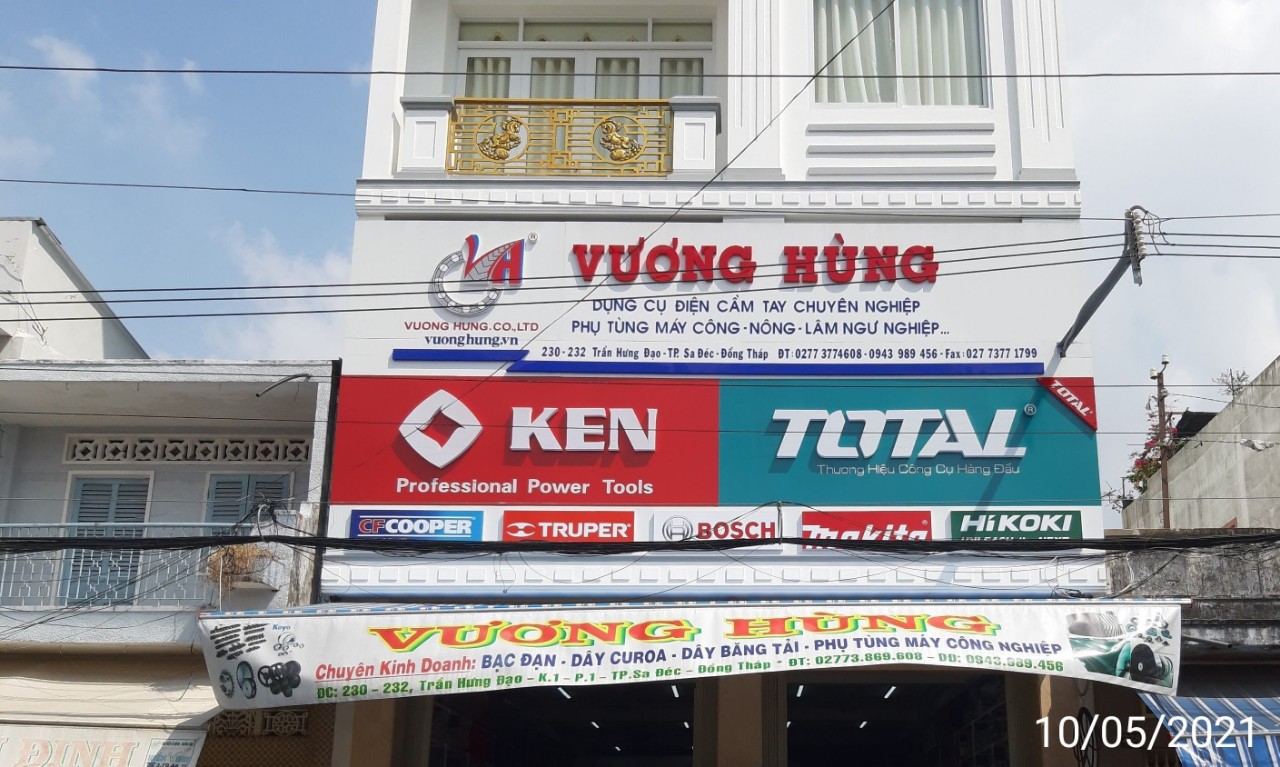 VH ®
VƯƠNG HÙNG
DỤNG CỤ ĐIỆN CẦM TAY CHUYÊN NGHIỆP
VUONG HUNG.CO.,LTD
PHỤ TÙNG MÁY CÔNG-NÔNG-LÂM NGƯ NGHIỆP...
vuonghung.vn
230-232 Trần Hưng Đạo-TP. Sa Đéc-Đồng Tháp ĐT: 0277 3774608-0943 989 456-Fax: 027 7377 1799
KEN
Professional Power Tools
TOTAL ®
Thương Hiệu Công Cụ Hàng Đầu
TOTAL
CFCOOPER
TRUPER
BOSCH
makita
HiKOKI
Koyo
VƯƠNG HÙNG
Chuyên Kinh Doanh: BẠC ĐẠN - DÂY CUROA - DÂY BĂNG TẢI - PHỤ TÙNG MÁY CÔNG NGHIỆP
ĐC: 230 - 232, Trần Hưng Đạo - K.1 - P.1 - TP.Sa Đéc - Đồng Tháp - ĐT: 02773.869.608 - DĐ: 0943.989.456
ĐỊNH
10/05/2021